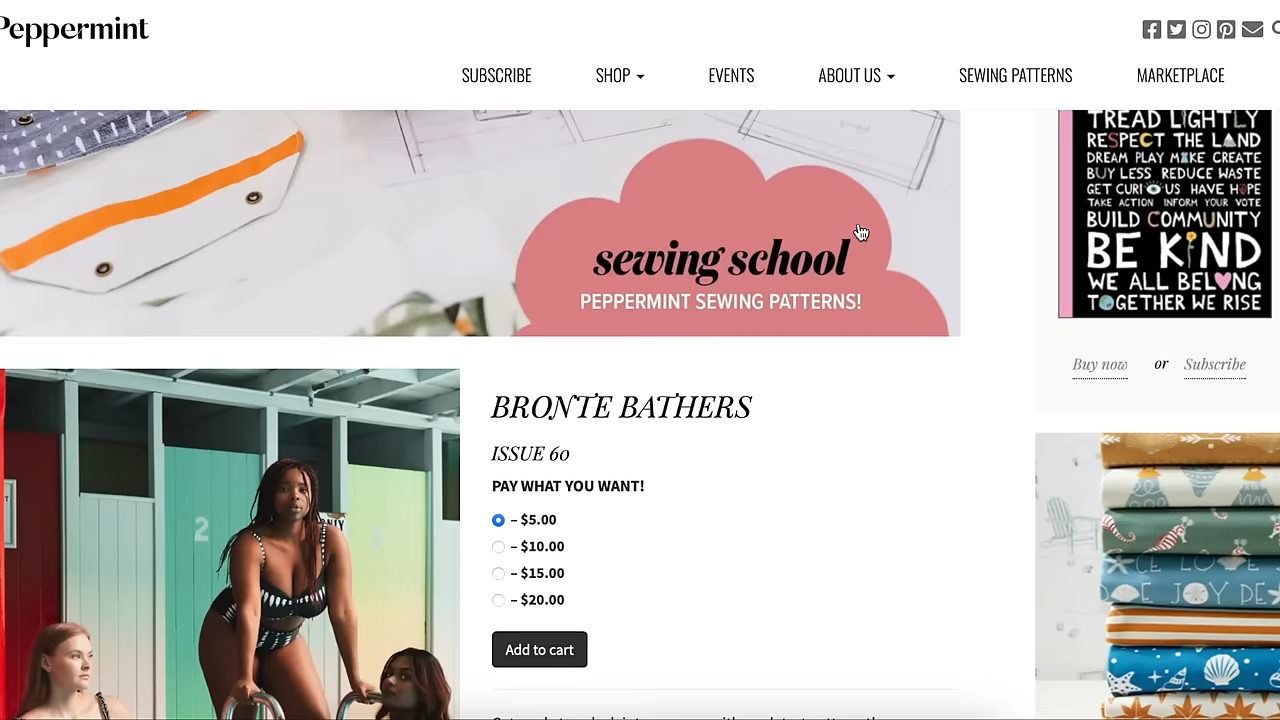 Peppermint
SUBSCRIBE
SHOP
EVENTS
ABOUT US
SEWING PATTERNS
MARKETPLACE
sewing school
PEPPERMINT SEWING PATTERNS!
TREAD LIGHTLY
RESPECT THE LAND
DREAM PLAY MAKE CREATE
BUY LESS REDUCE WASTE
GET CURIOUS HAVE HOPE
TAKE ACTION INFORM YOUR VOTE
BUILD COMMUNITY
BE KIND
WE ALL BELONG
TOGETHER WE RISE
Buy now or Subscribe
BRONTE BATHERS
ISSUE 60
PAY WHAT YOU WANT!
– $5.00
– $10.00
– $15.00
– $20.00
Add to cart
2
3
JOY